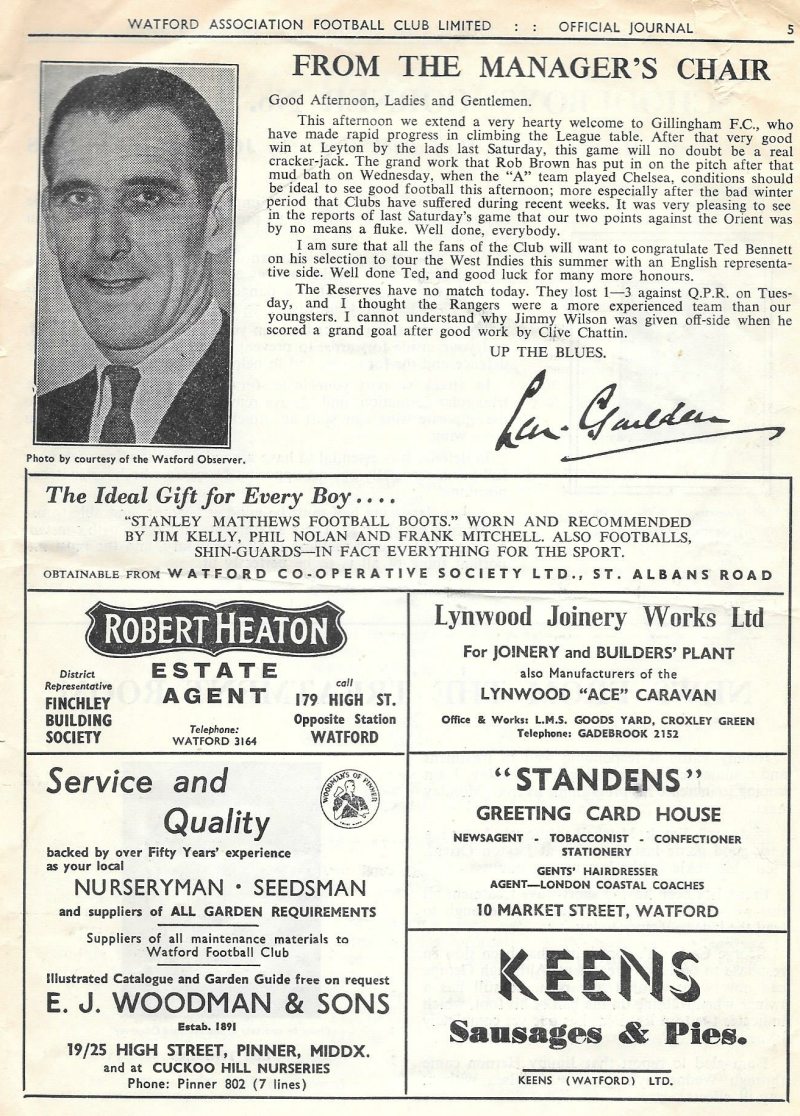 WATFORD ASSOCIATION FOOTBALL CLUB LIMITED : : OFFICIAL JOURNAL 5
FROM THE MANAGER'S CHAIR
Good Afternoon, Ladies and Gentlemen.
This afternoon we extend a very hearty welcome to Gillingham F.C., who
have made rapid progress in climbing the League table. After that very good
win at Leyton by the lads last Saturday, this game will no doubt be a real
cracker-jack. The grand work that Rob Brown has put in on the pitch after that
mud bath on Wednesday, when the "A" team played Chelsea, conditions should
be ideal to see good football this afternoon; more especially after the bad winter
period that Clubs have suffered during recent weeks. It was very pleasing to see
in the reports of last Saturday's game that our two points against the Orient was
by no means a fluke. Well done, everybody.
I am sure that all the fans of the Club will want to congratulate Ted Bennett
on his selection to tour the West Indies this summer with an English representa-
tive side. Well done Ted, and good luck for many more honours.
The Reserves have no match today. They lost 1—3 against Q.P.R. on Tues-
day, and I thought the Rangers were a more experienced team than our
youngsters. I cannot understand why Jimmy Wilson was given off-side when he
scored a grand goal after good work by Clive Chattin.
UP THE BLUES.
Len. Goulden
Photo by courtesy of the Watford Observer.
The Ideal Gift for Every Boy ....
"STANLEY MATTHEWS FOOTBALL BOOTS." WORN AND RECOMMENDED
BY JIM KELLY, PHIL NOLAN AND FRANK MITCHELL. ALSO FOOTBALLS,
SHIN-GUARDS—IN FACT EVERYTHING FOR THE SPORT.
OBTAINABLE FROM WATFORD CO-OPERATIVE SOCIETY LTD., ST. ALBANS ROAD
ROBERT HEATON
ESTATE
AGENT
District
Representative
FINCHLEY
BUILDING
SOCIETY
Telephone:
WATFORD 3164
call
179 HIGH ST.
Opposite Station
WATFORD
Lynwood Joinery Works Ltd
For JOINERY and BUILDERS' PLANT
also Manufacturers of the
LYNWOOD "ACE" CARAVAN
Office & Works: L.M.S. GOODS YARD, CROXLEY GREEN
Telephone: GADEBROOK 2152
Service and
Quality
WOODMAN'S OF PINNER
backed by over Fifty Years' experience
as your local
NURSERYMAN · SEEDSMAN
and suppliers of ALL GARDEN REQUIREMENTS
Suppliers of all maintenance materials to
Watford Football Club
Illustrated Catalogue and Garden Guide free on request
E. J. WOODMAN & SONS
Estab. 1891
19/25 HIGH STREET, PINNER, MIDDX.
and at CUCKOO HILL NURSERIES
Phone: Pinner 802 (7 lines)
"STANDENS"
GREETING CARD HOUSE
NEWSAGENT - TOBACCONIST - CONFECTIONER
STATIONERY
GENTS' HAIRDRESSER
AGENT—LONDON COASTAL COACHES
10 MARKET STREET, WATFORD
KEENS
Sausages & Pies.
KEENS (WATFORD) LTD.